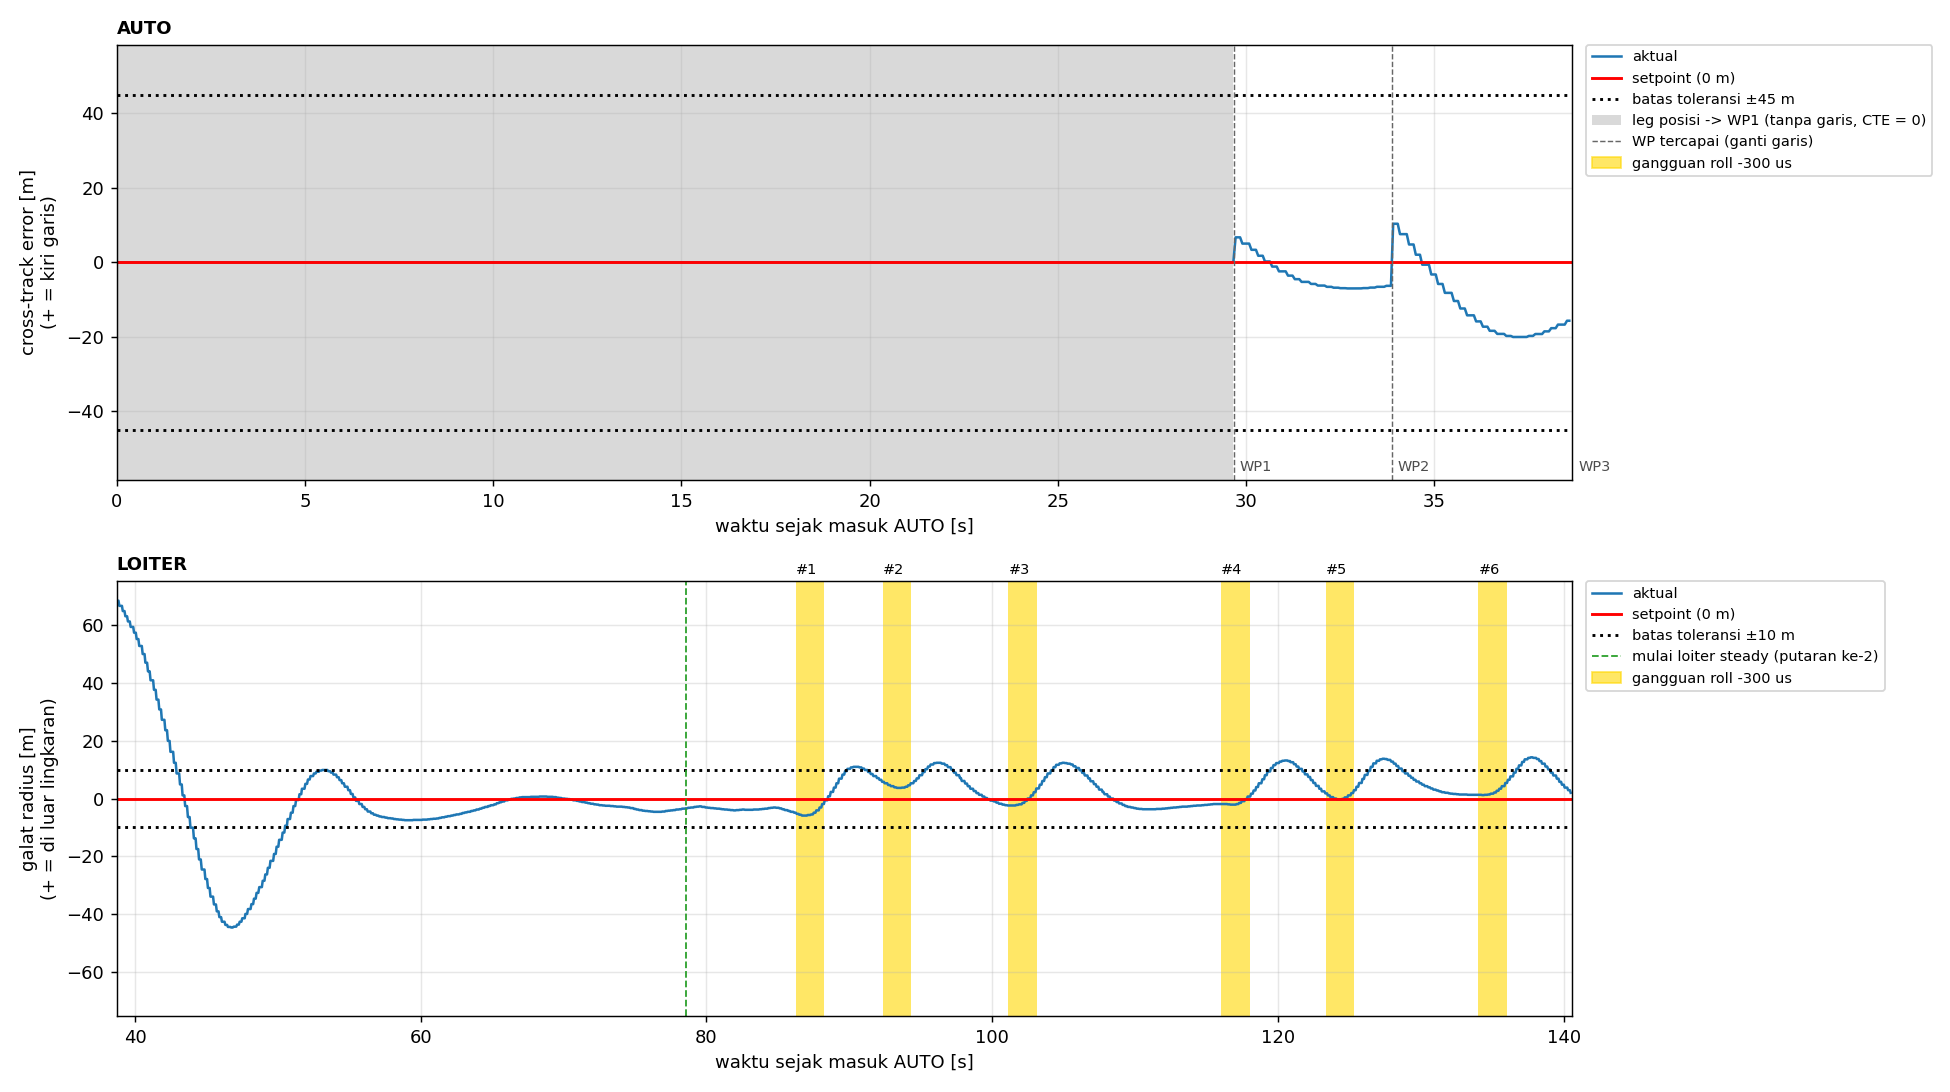 AUTO
cross-track error [m]
(+ = kiri garis)
40
20
0
−20
−40
WP1
WP2
WP3
0
5
10
15
20
25
30
35
waktu sejak masuk AUTO [s]
aktual
setpoint (0 m)
batas toleransi ±45 m
leg posisi -> WP1 (tanpa garis, CTE = 0)
WP tercapai (ganti garis)
gangguan roll -300 us
LOITER
#1
#2
#3
#4
#5
#6
galat radius [m]
(+ = di luar lingkaran)
60
40
20
0
−20
−40
−60
40
60
80
100
120
140
waktu sejak masuk AUTO [s]
aktual
setpoint (0 m)
batas toleransi ±10 m
mulai loiter steady (putaran ke-2)
gangguan roll -300 us